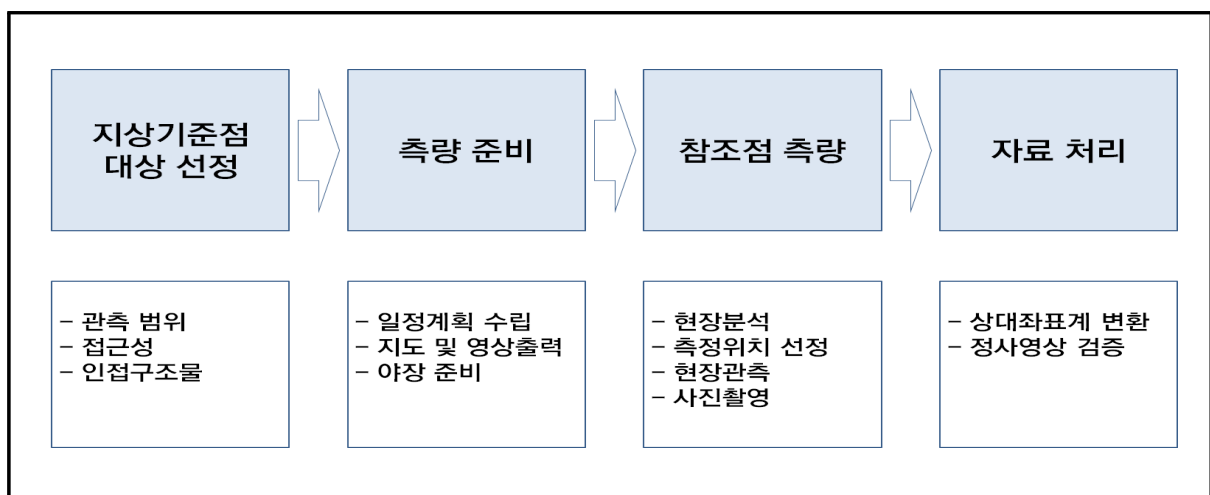 지상기준점
대상 선정
측량 준비
참조점 측량
자료 처리
– 관측 범위
– 접근성
– 인접구조물
– 일정계획 수립
– 지도 및 영상출력
– 야장 준비
– 현장분석
– 측정위치 선정
– 현장관측
– 사진촬영
– 상대좌표계 변환
– 정사영상 검증